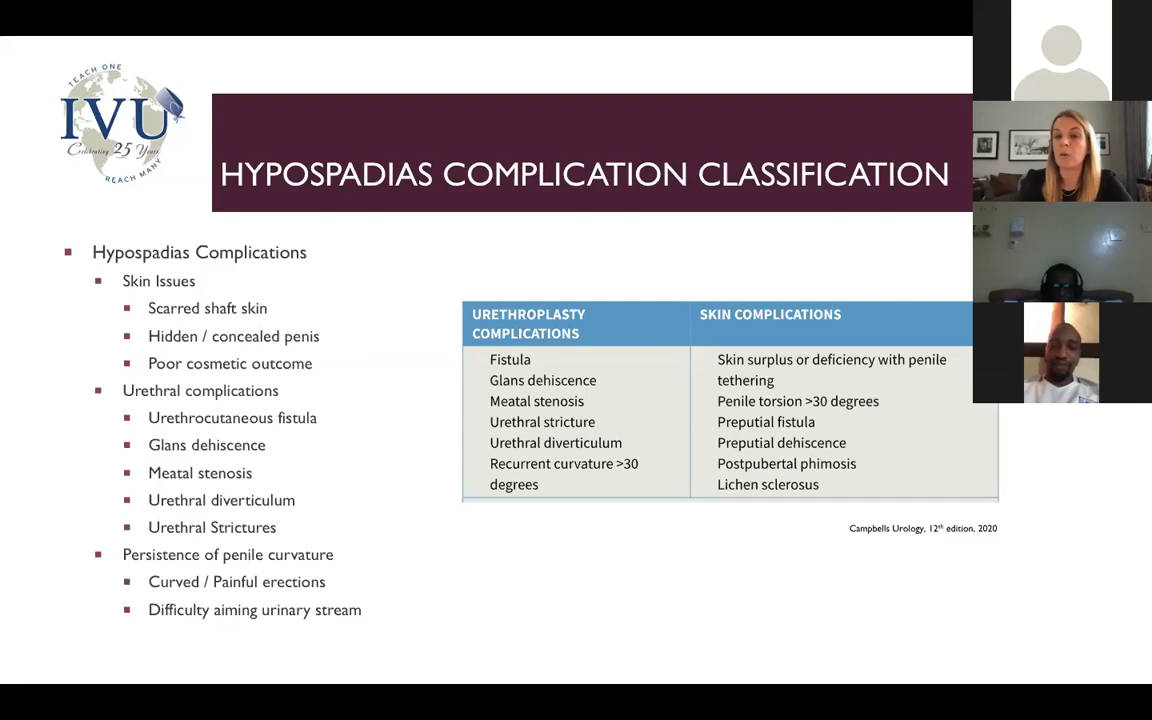 TEACH ONE
IVU
Celebrating 25 Years
REACH MANY
HYPOSPADIAS COMPLICATION CLASSIFICATION
Hypospadias Complications
Skin Issues
Scarred shaft skin
Hidden / concealed penis
Poor cosmetic outcome
Urethral complications
Urethrocutaneous fistula
Glans dehiscence
Meatal stenosis
Urethral diverticulum
Urethral Strictures
Persistence of penile curvature
Curved / Painful erections
Difficulty aiming urinary stream
URETHROPLASTY
COMPLICATIONS
Fistula
Glans dehiscence
Meatal stenosis
Urethral stricture
Urethral diverticulum
Recurrent curvature >30
degrees
SKIN COMPLICATIONS
Skin surplus or deficiency with penile
tethering
Penile torsion >30 degrees
Preputial fistula
Preputial dehiscence
Postpubertal phimosis
Lichen sclerosus
Campbells Urology, 12th edition, 2020